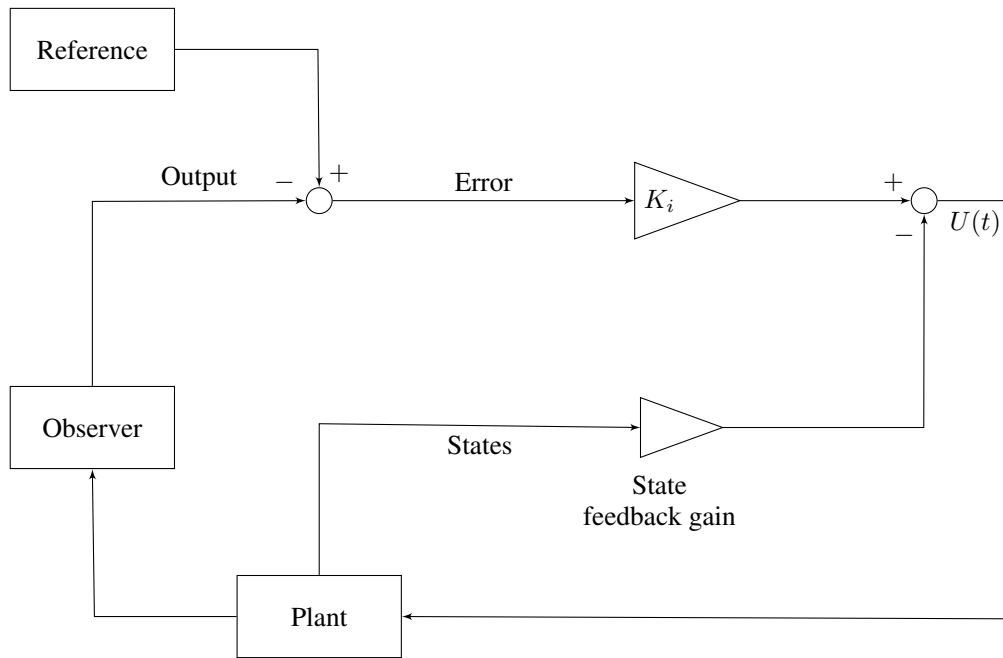 Reference
Output
−
+
Error
K_i
+
−
U(t)
Observer
States
State
feedback gain
Plant